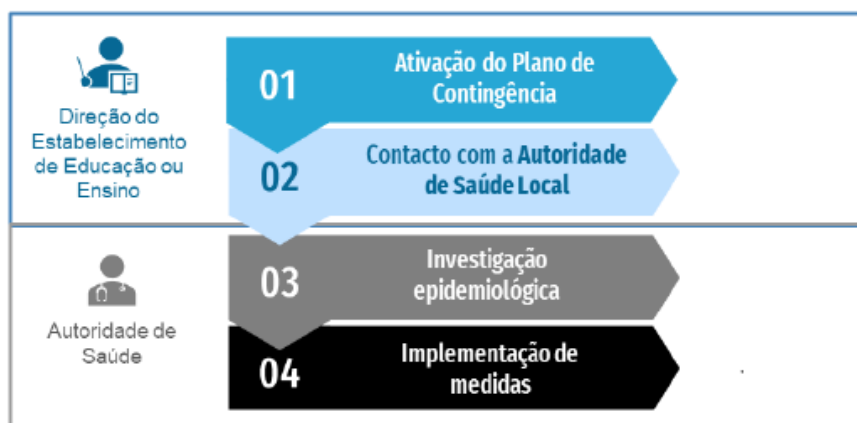 Direção do
Estabelecimento
de Educação ou
Ensino
01
Ativação do Plano de
Contingência
02
Contacto com a Autoridade
de Saúde Local
Autoridade de
Saúde
03
Investigação
epidemiológica
04
Implementação de
medidas